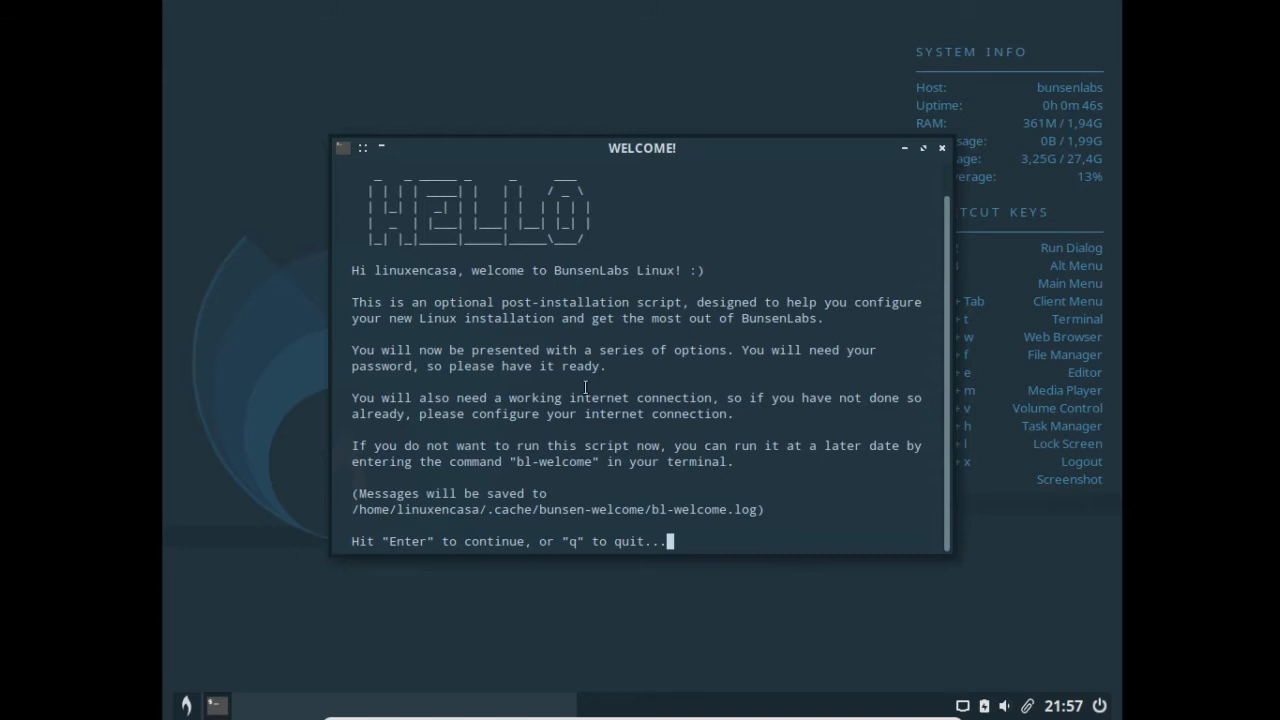 SYSTEM INFO
Host: bunsenlabs
Uptime: 0h 0m 46s
RAM: 361M / 1,94G
sage: 0B / 1,99G
age: 3,25G / 27,4G
verage: 13%
WELCOME!
HELLO
Hi linuxencasa, welcome to BunsenLabs Linux! :)
This is an optional post-installation script, designed to help you configure
your new Linux installation and get the most out of BunsenLabs.
You will now be presented with a series of options. You will need your
password, so please have it ready.
You will also need a working internet connection, so if you have not done so
already, please configure your internet connection.
If you do not want to run this script now, you can run it at a later date by
entering the command "bl-welcome" in your terminal.
(Messages will be saved to
/home/linuxencasa/.cache/bunsen-welcome/bl-welcome.log)
Hit "Enter" to continue, or "q" to quit...
TCUT KEYS
Run Dialog
Alt Menu
Main Menu
+ Tab Client Menu
+ t Terminal
+ w Web Browser
+ f File Manager
+ e Editor
+ m Media Player
+ v Volume Control
+ h Task Manager
+ l Lock Screen
+ x Logout
Screenshot
21:57